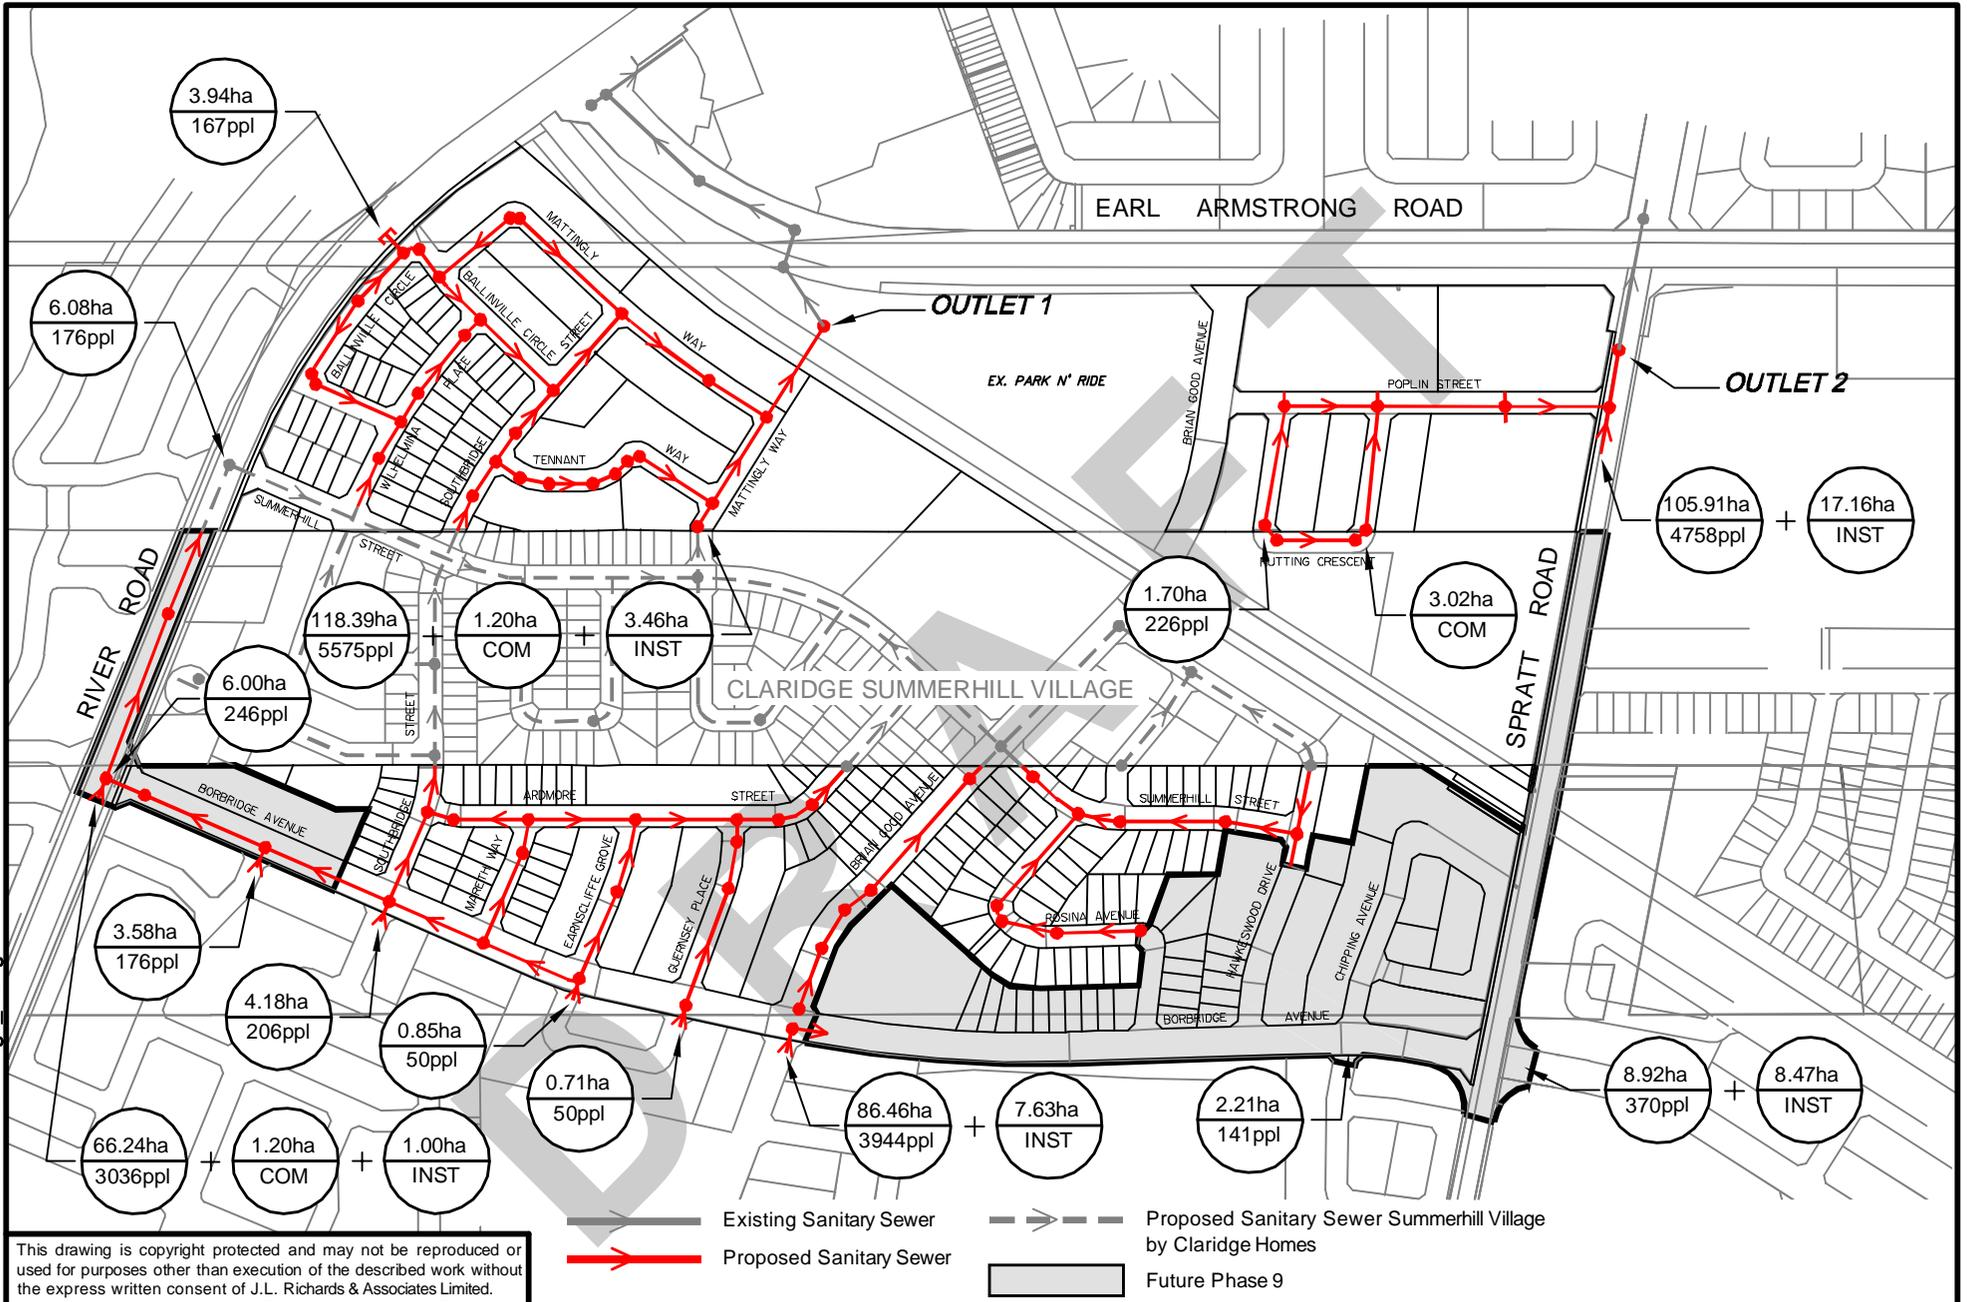 3.94ha
167ppl
EARL ARMSTRONG ROAD
MATTINGLY
6.08ha
176ppl
BALLINVILLE CIRCLE
BALLINVILLE CIRCLE
STREET
WAY
OUTLET 1
BRIAN GOOD AVENUE
EX. PARK N' RIDE
POPLIN STREET
OUTLET 2
PLACE
WILHELMINA
SOUTHBRIDGE
TENNANT
WAY
MATTINGLY WAY
SUMMERHILL
STREET
105.91ha
4758ppl
+
17.16ha
INST
RIVER ROAD
PUTTING CRESCENT
SPRATT ROAD
118.39ha
5575ppl
+
1.20ha
COM
+
3.46ha
INST
1.70ha
226ppl
3.02ha
COM
6.00ha
246ppl
STREET
CLARIDGE SUMMERHILL VILLAGE
BORBRIDGE AVENUE
SOUTHBRIDGE
ARDMORE
STREET
BRIAN GOOD AVENUE
SUMMERHILL
STREET
MAREITH WAY
EARNSCLIFFE GROVE
GUERNSEY PLACE
ROSINA AVENUE
HAWKESWOOD DRIVE
CHIPPING AVENUE
BORBRIDGE
AVENUE
3.58ha
176ppl
4.18ha
206ppl
0.85ha
50ppl
0.71ha
50ppl
86.46ha
3944ppl
+
7.63ha
INST
2.21ha
141ppl
8.92ha
370ppl
+
8.47ha
INST
66.24ha
3036ppl
+
1.20ha
COM
+
1.00ha
INST
DRAFT
Existing Sanitary Sewer
Proposed Sanitary Sewer
Proposed Sanitary Sewer Summerhill Village
by Claridge Homes
Future Phase 9
This drawing is copyright protected and may not be reproduced or
used for purposes other than execution of the described work without
the express written consent of J.L. Richards & Associates Limited.